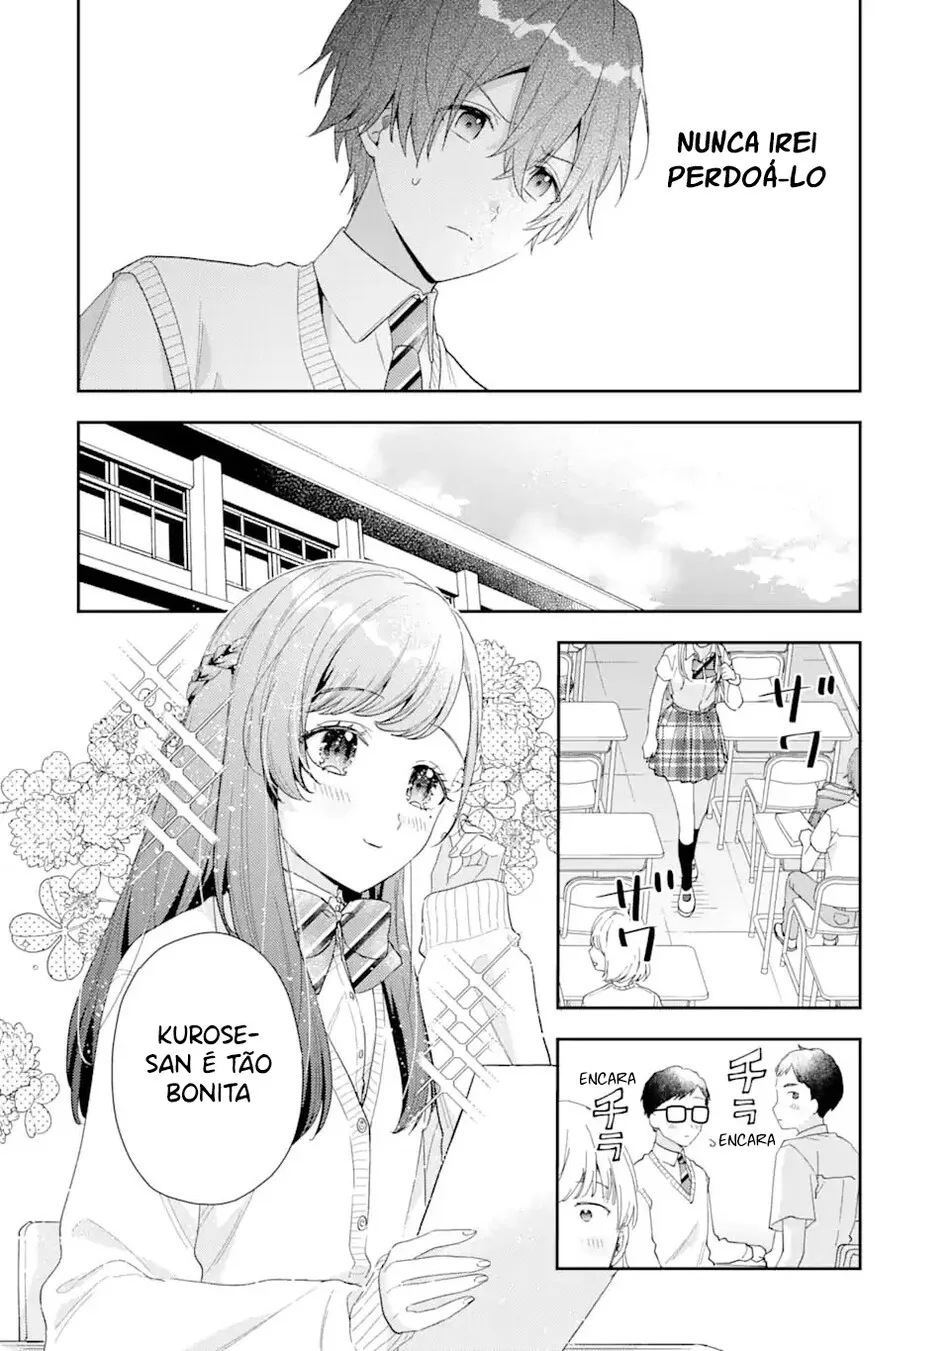 NUNCA IREI
PERDOÁ-LO
ザワ
ザワ
KUROSE-
SAN É TÃO
BONITA
チラ
ENCARA
チラ
ENCARA